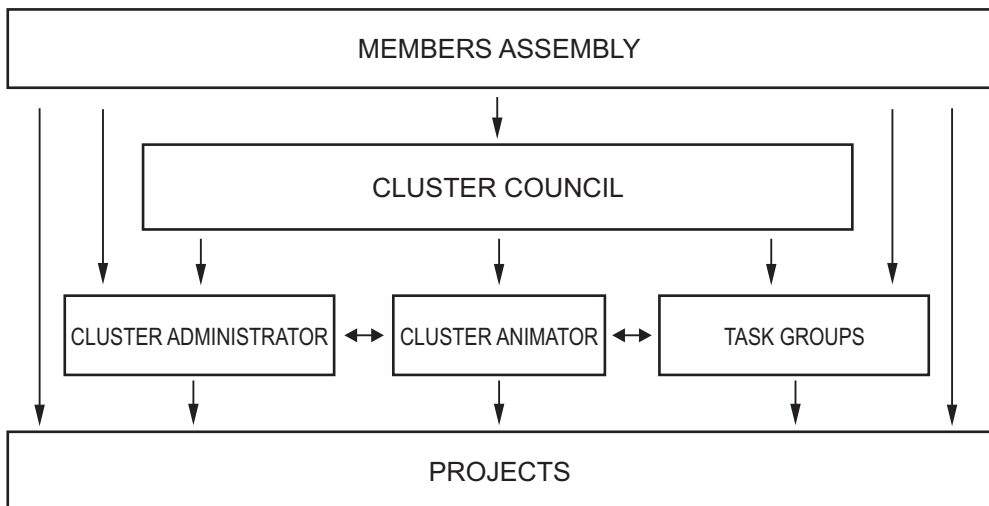 MEMBERS ASSEMBLY
CLUSTER COUNCIL
CLUSTER ADMINISTRATOR
CLUSTER ANIMATOR
TASK GROUPS
PROJECTS